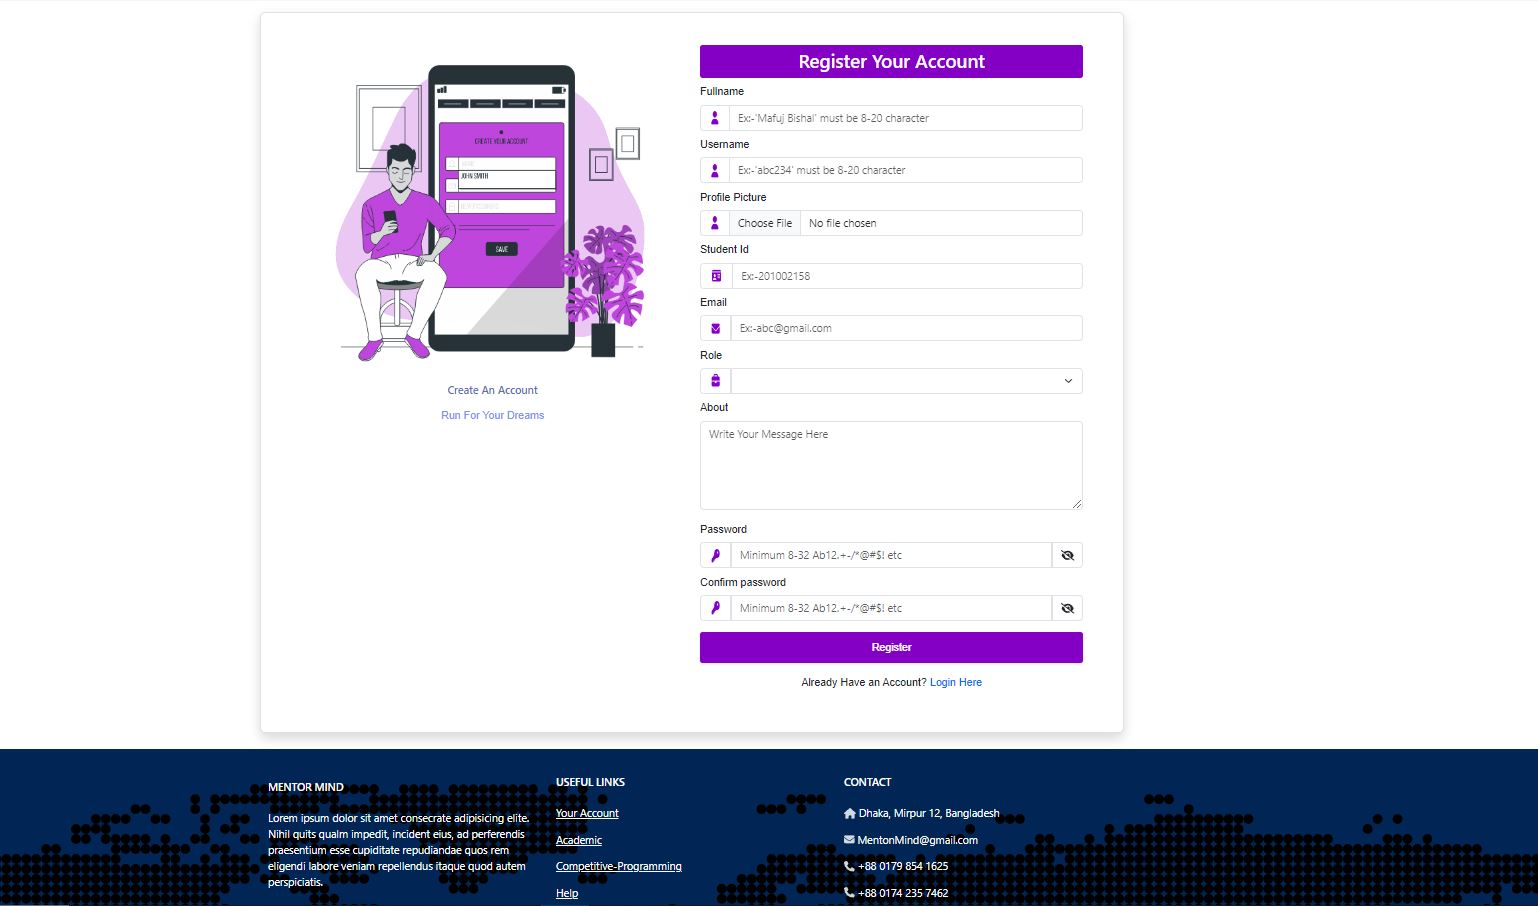 CREATE YOUR ACCOUNT
JOHN SMITH
SAVE
Create An Account
Run For Your Dreams
Register Your Account
Fullname
Ex:-'Mafuj Bishal' must be 8-20 character
Username
Ex:-'abc234' must be 8-20 character
Profile Picture
Choose File No file chosen
Student Id
Ex:-201002158
Email
Ex:-abc@gmail.com
Role
About
Write Your Message Here
Password
Minimum 8-32 Ab12.+-/*@#$! etc
Confirm password
Minimum 8-32 Ab12.+-/*@#$! etc
Register
Already Have an Account? Login Here
MENTOR MIND
Lorem ipsum dolor sit amet consecrate adipisicing elite.
Nihil quits qualm impedit, incident eius, ad perferendis
praesentium esse cupiditate repudiandae quos rem
eligendi labore veniam repellendus itaque quod autem
perspiciatis.
USEFUL LINKS
Your Account
Academic
Competitive-Programming
Help
CONTACT
Dhaka, Mirpur 12, Bangladesh
MentonMind@gmail.com
+88 0179 854 1625
+88 0174 235 7462